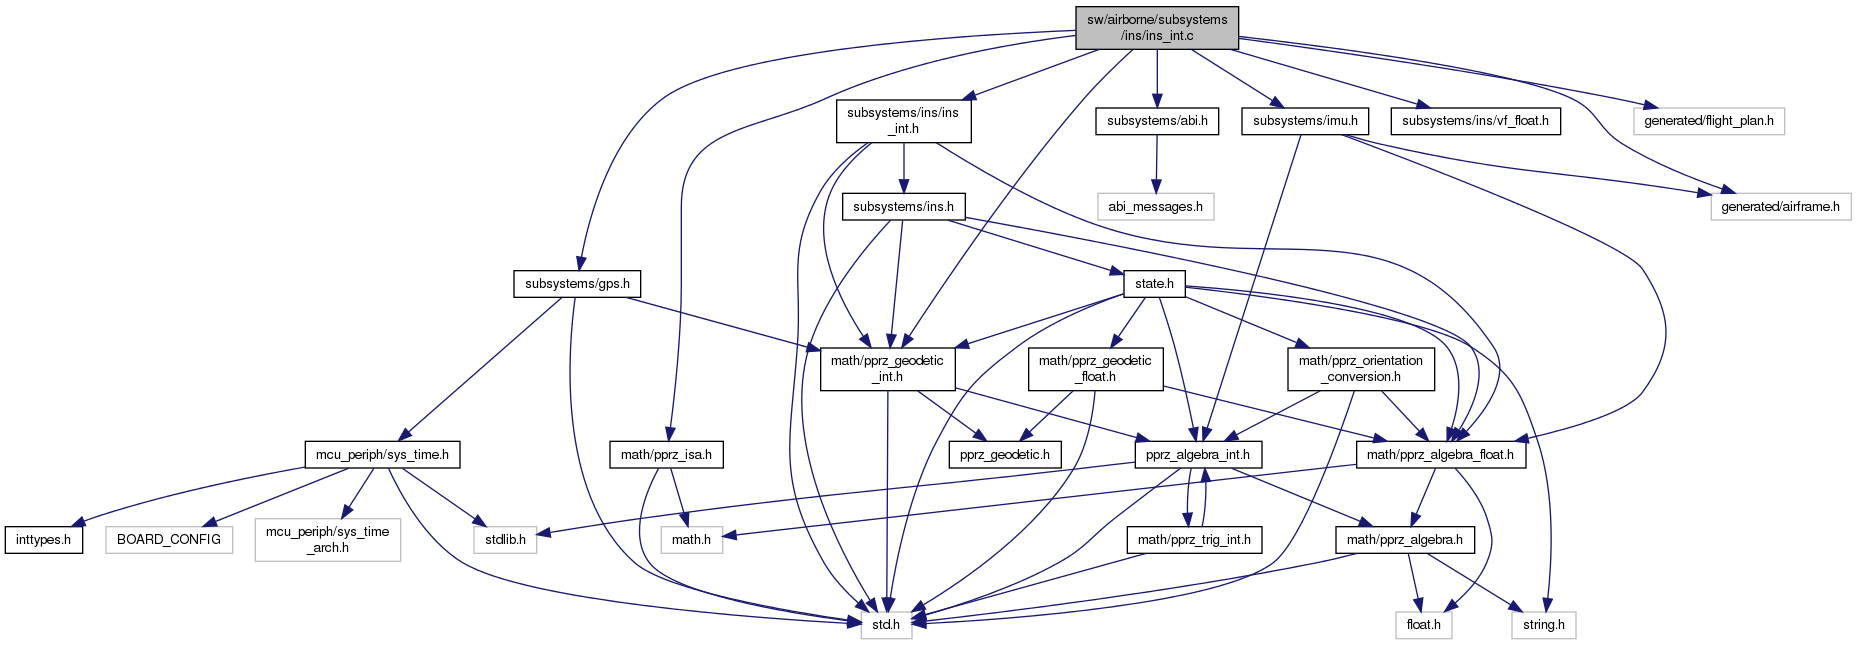 sw/airborne/subsystems
/ins/ins_int.c
subsystems/ins/ins
_int.h
subsystems/abi.h
subsystems/imu.h
subsystems/ins/vf_float.h
generated/flight_plan.h
subsystems/ins.h
abi_messages.h
generated/airframe.h
subsystems/gps.h
state.h
math/pprz_geodetic
_int.h
math/pprz_geodetic
_float.h
math/pprz_orientation
_conversion.h
mcu_periph/sys_time.h
math/pprz_isa.h
pprz_geodetic.h
pprz_algebra_int.h
math/pprz_algebra_float.h
inttypes.h
BOARD_CONFIG
mcu_periph/sys_time
_arch.h
stdlib.h
math.h
math/pprz_trig_int.h
math/pprz_algebra.h
std.h
float.h
string.h